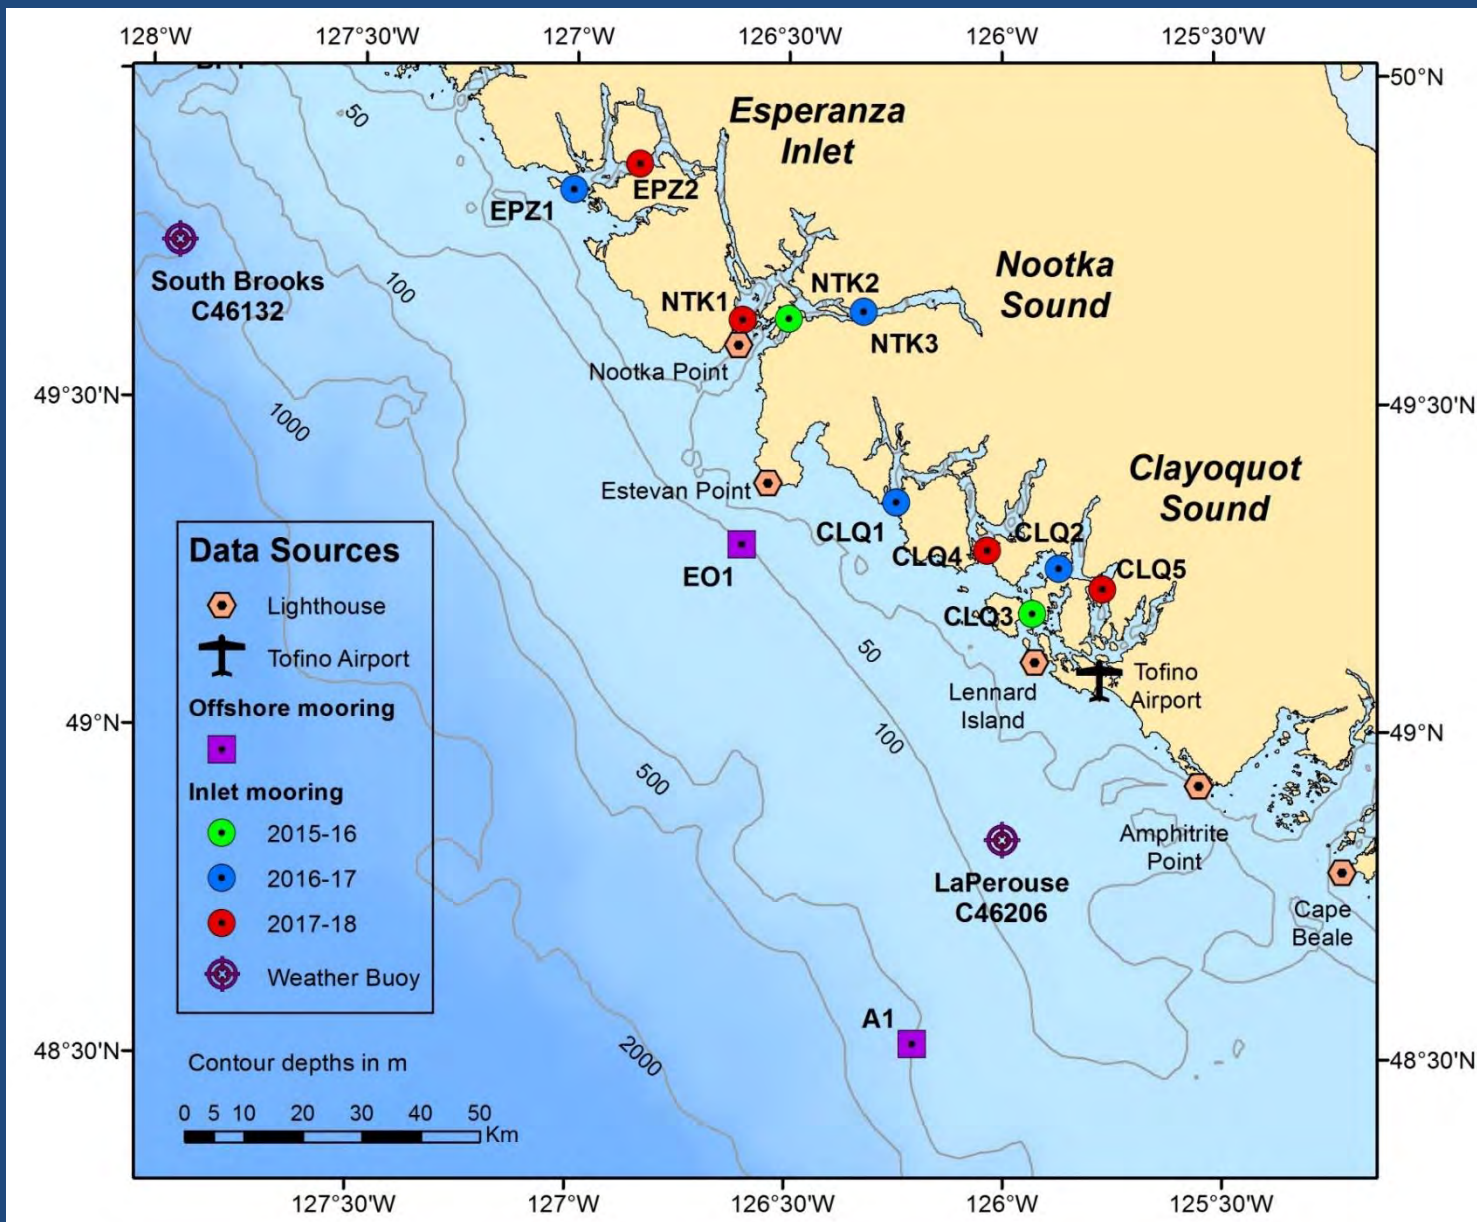 128°W 127°30'W 127°W 126°30'W 126°W 125°30'W
50°N
Esperanza
Inlet
50
EPZ2
EPZ1
South Brooks
C46132
100
Nootka
Sound
NTK2
NTK1
NTK3
Nootka Point
49°30'N
49°30'N
1000
Clayoquot
Sound
Estevan Point
CLQ1
CLQ2
CLQ4
CLQ5
EO1
CLQ3
50
Lennard
Island
Tofino
Airport
49°N
49°N
100
500
Amphitrite
Point
LaPerouse
C46206
Cape
Beale
A1
48°30'N
48°30'N
2000
Data Sources
Lighthouse
Tofino Airport
Offshore mooring
Inlet mooring
2015-16
2016-17
2017-18
Weather Buoy
Contour depths in m
0 5 10 20 30 40 50
Km
127°30'W 127°W 126°30'W 126°W 125°30'W